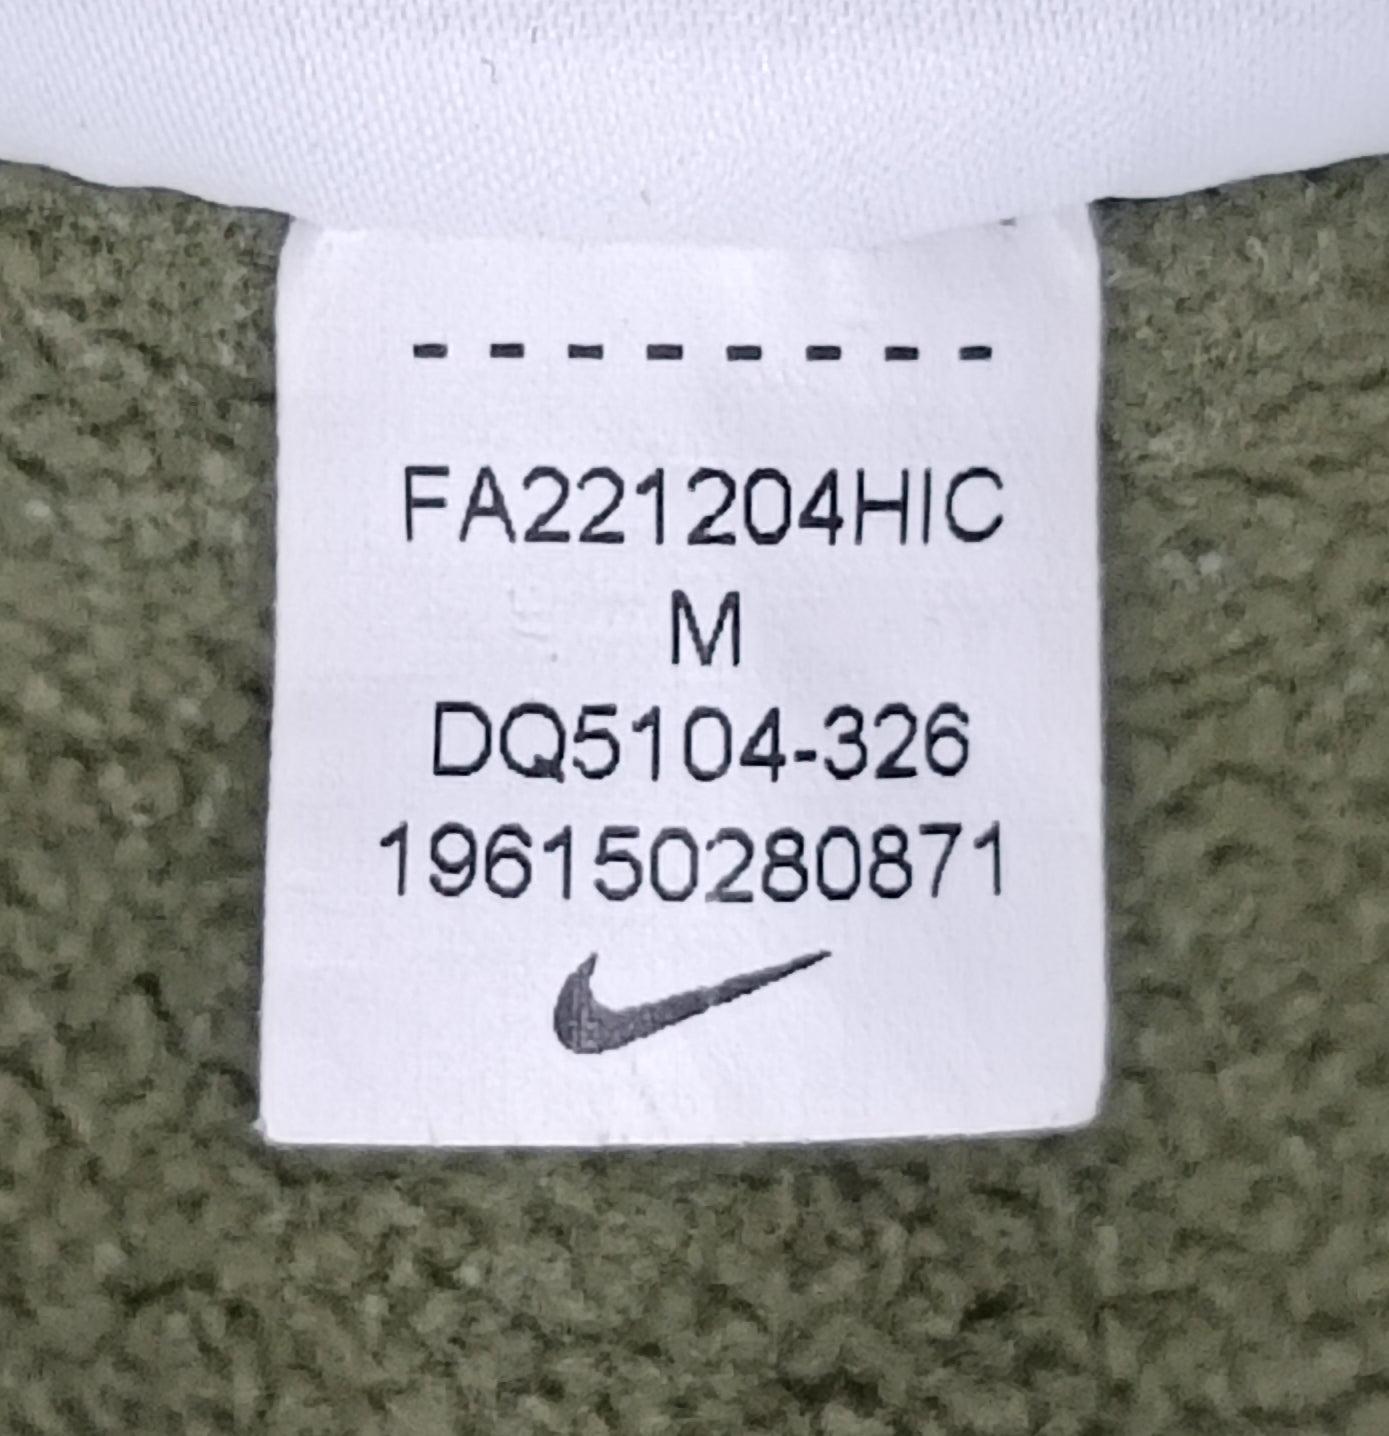 - - - - - - - -
FA221204HIC
M
DQ5104-326
196150280871